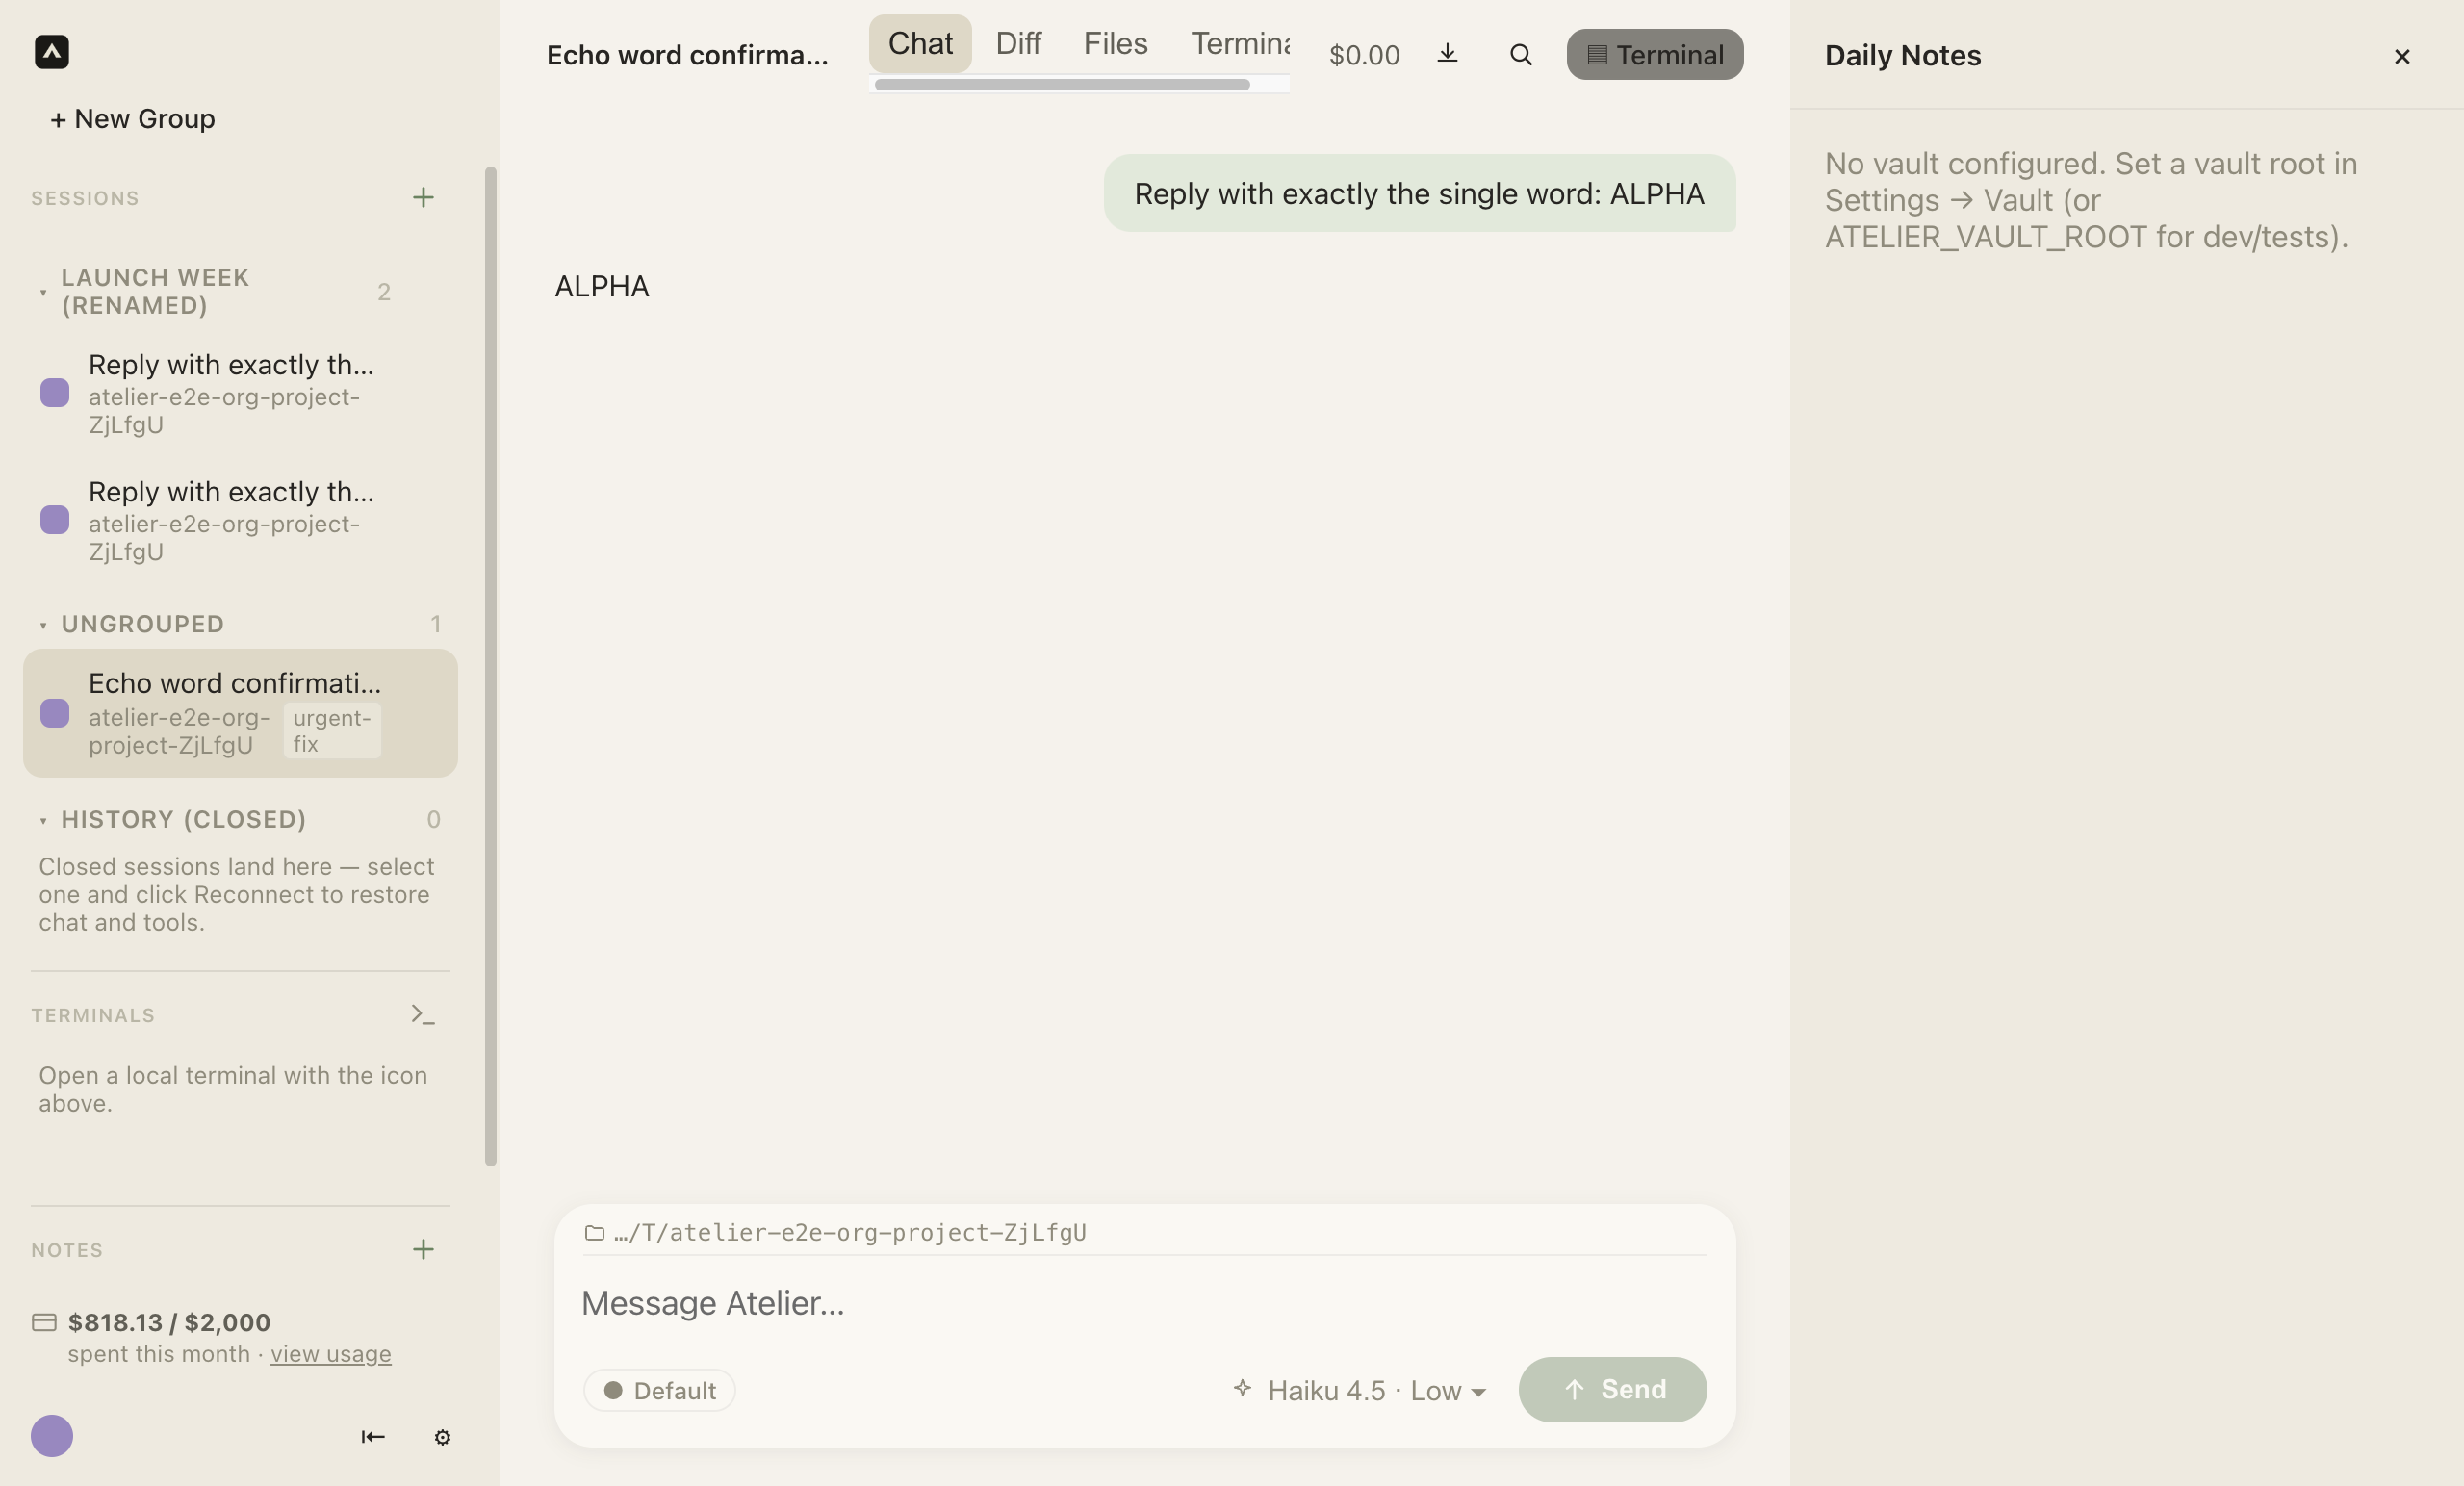 + New Group
SESSIONS
LAUNCH WEEK
(RENAMED)
2
Reply with exactly th...
atelier-e2e-org-project-
ZjLfgU
Reply with exactly th...
atelier-e2e-org-project-
ZjLfgU
UNGROUPED 1
Echo word confirmati...
atelier-e2e-org-
project-ZjLfgU
urgent-
fix
HISTORY (CLOSED) 0
Closed sessions land here — select
one and click Reconnect to restore
chat and tools.
TERMINALS
Open a local terminal with the icon
above.
NOTES
$818.13 / $2,000
spent this month · view usage
Echo word confirma... Chat Diff Files Termina $0.00 Terminal
Reply with exactly the single word: ALPHA
ALPHA
…/T/atelier-e2e-org-project-ZjLfgU
Message Atelier...
Default Haiku 4.5 · Low Send
Daily Notes
No vault configured. Set a vault root in
Settings → Vault (or
ATELIER_VAULT_ROOT for dev/tests).